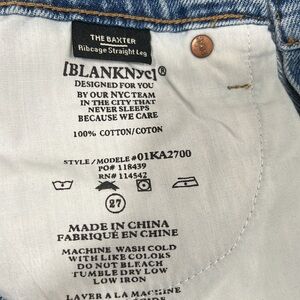 THE BAXTER
Ribcage Straight Leg
[BLANKNYC]®
DESIGNED FOR YOU
BY OUR NYC TEAM
IN THE CITY THAT
NEVER SLEEPS
BECAUSE WE CARE
100% COTTON/COTON
STYLE / MODELE #01KA2700
PO# 118439
RN# 114542
27
MADE IN CHINA
FABRIQUÉ EN CHINE
MACHINE WASH COLD
WITH LIKE COLORS
DO NOT BLEACH
TUMBLE DRY LOW
LOW IRON
LAVER A LA MACHINE